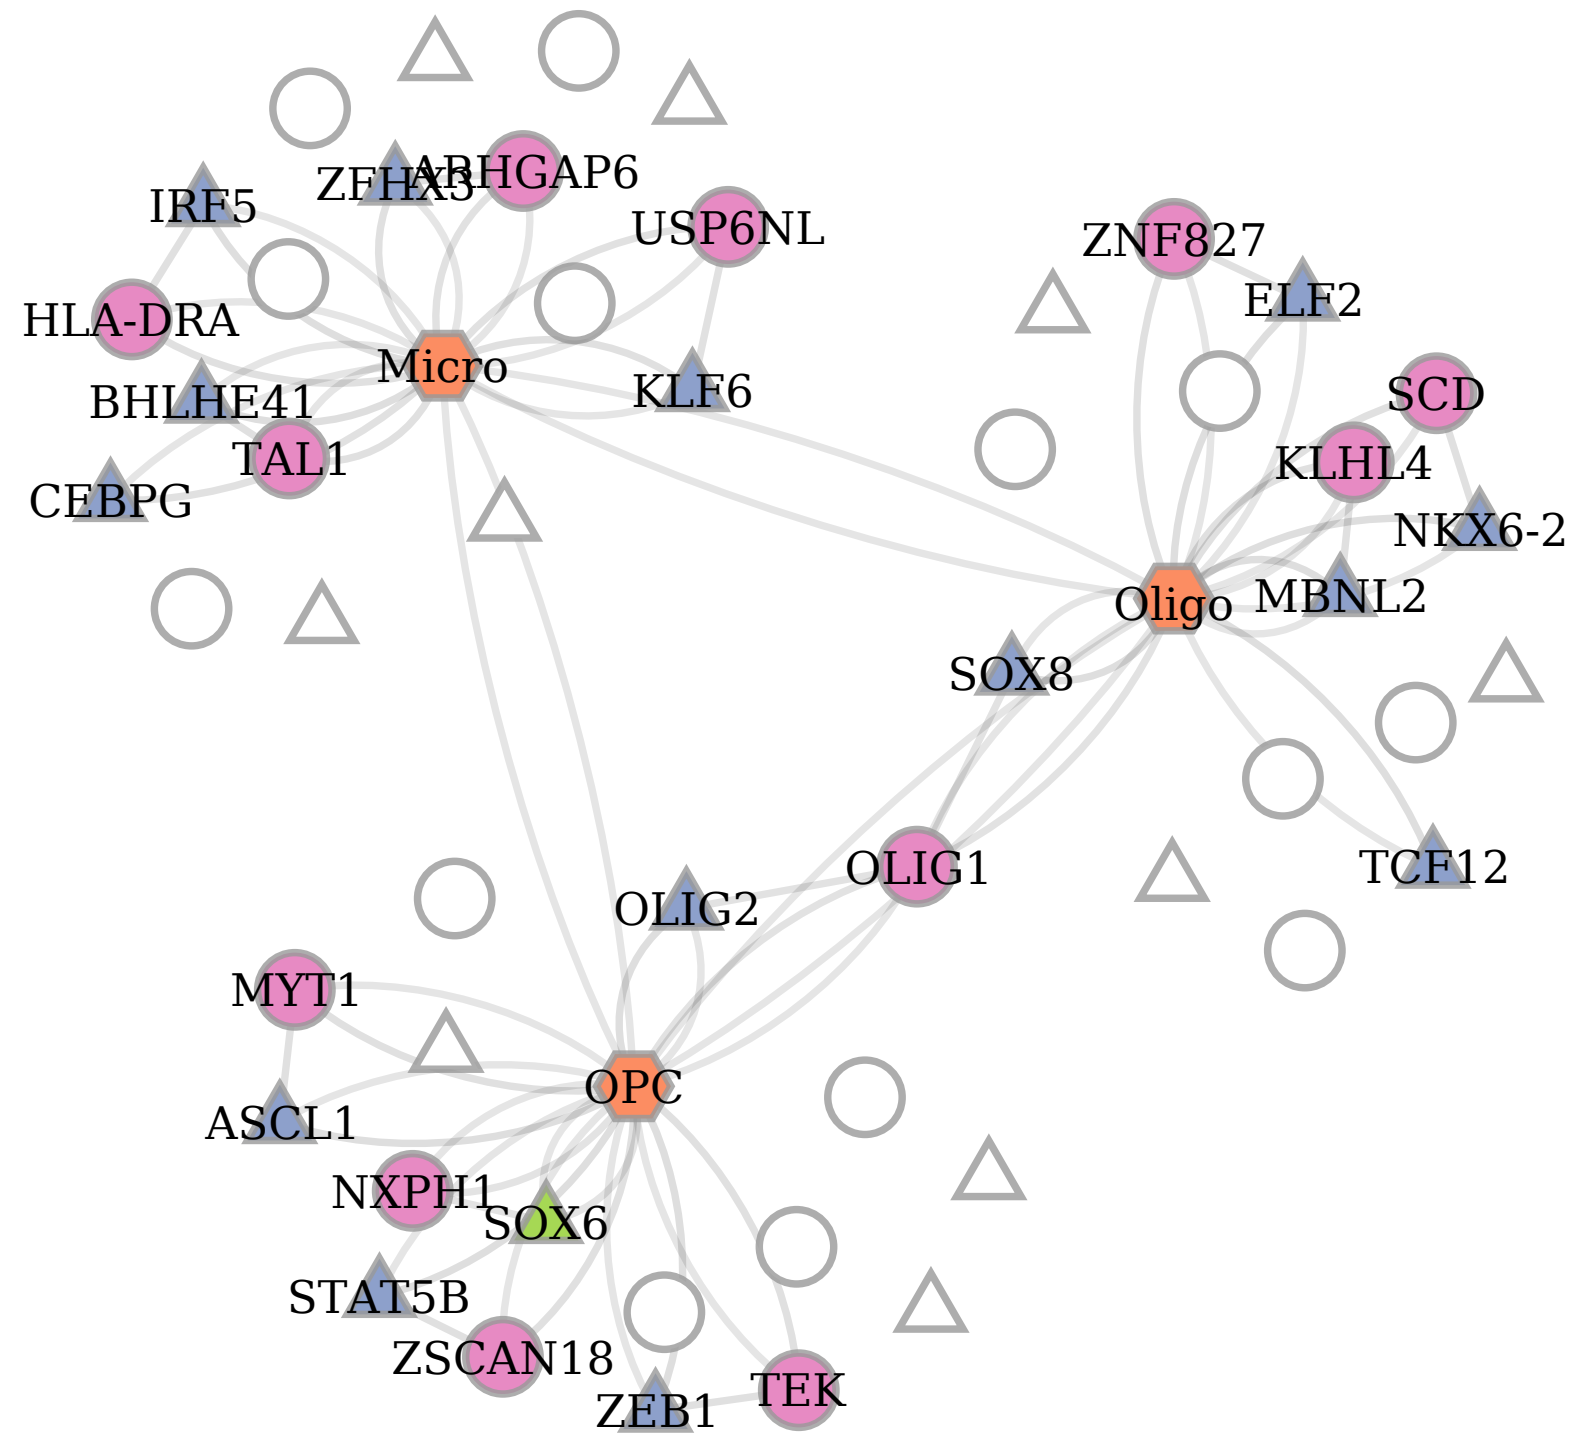 ZFHX3
ARHGAP6
IRF5
USP6NL
ZNF827
ELF2
HLA-DRA
Micro
KLF6
SCD
BHLHE41
TAL1
KLHL4
CEBPG
NKX6-2
MBNL2
Oligo
SOX8
OLIG1
TCF12
OLIG2
MYT1
OPC
ASCL1
NXPH1
SOX6
STAT5B
ZSCAN18
ZEB1
TEK